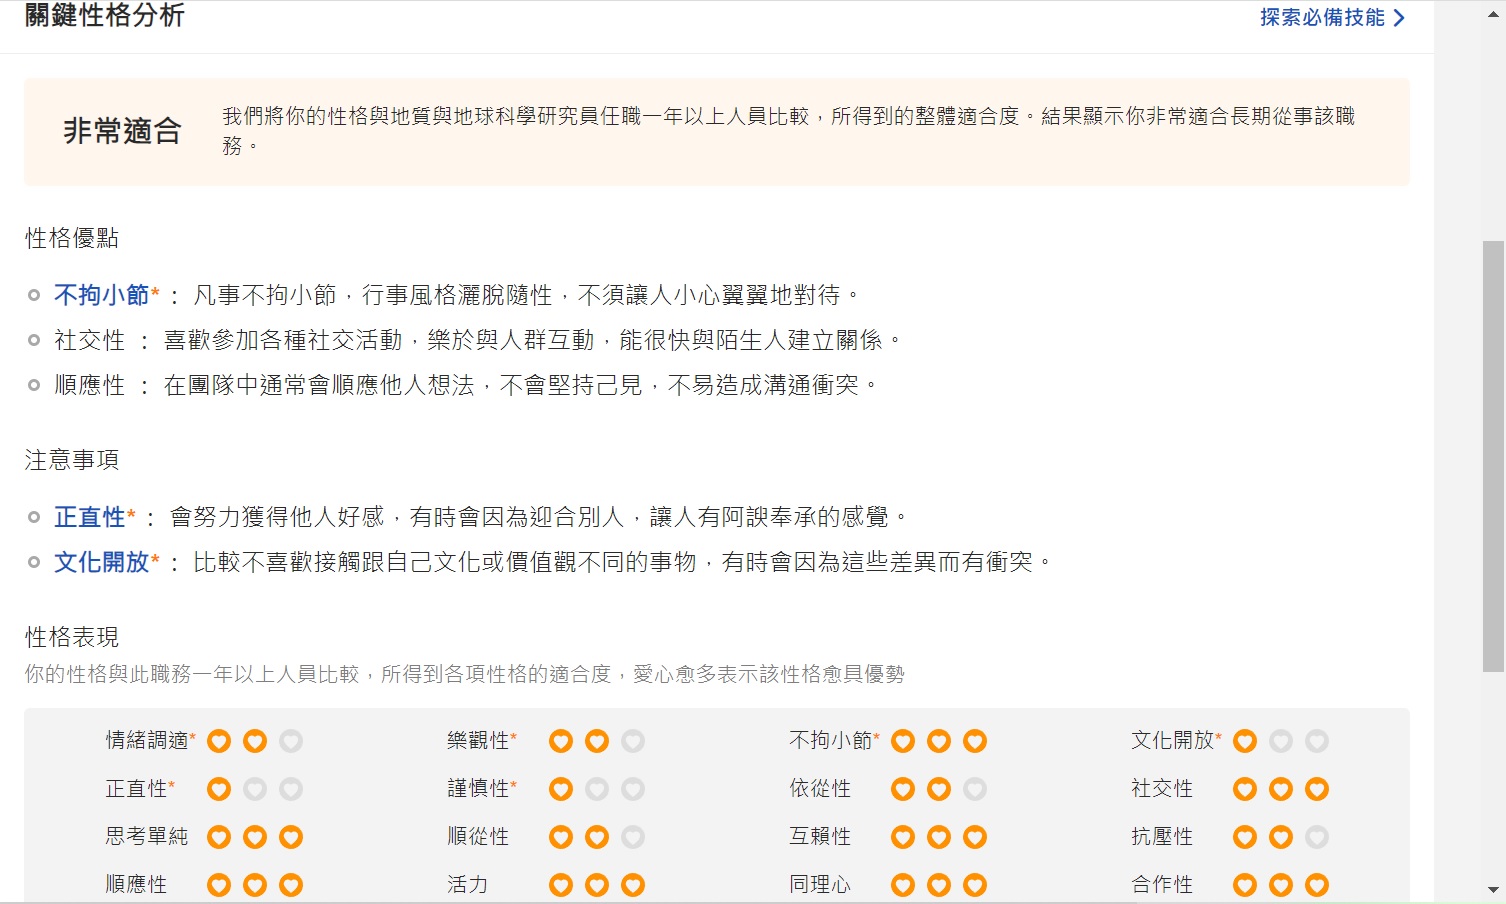 關鍵性格分析
探索必備技能
非常適合
我們將你的性格與地質與地球科學研究員任職一年以上人員比較，所得到的整體適合度。結果顯示你非常適合長期從事該職
務。
性格優點
不拘小節*： 凡事不拘小節，行事風格灑脫隨性，不須讓人小心翼翼地對待。
社交性 ： 喜歡參加各種社交活動，樂於與人群互動，能很快與陌生人建立關係。
順應性 ： 在團隊中通常會順應他人想法，不會堅持己見，不易造成溝通衝突。
注意事項
正直性*： 會努力獲得他人好感，有時會因為迎合別人，讓人有阿諛奉承的感覺。
文化開放*： 比較不喜歡接觸跟自己文化或價值觀不同的事物，有時會因為這些差異而有衝突。
性格表現
你的性格與此職務一年以上人員比較，所得到各項性格的適合度，愛心愈多表示該性格愈具優勢
情緒調適* 樂觀性* 不拘小節* 文化開放*
正直性* 謹慎性* 依從性 社交性
思考單純 順從性 互賴性 抗壓性
順應性 活力 同理心 合作性